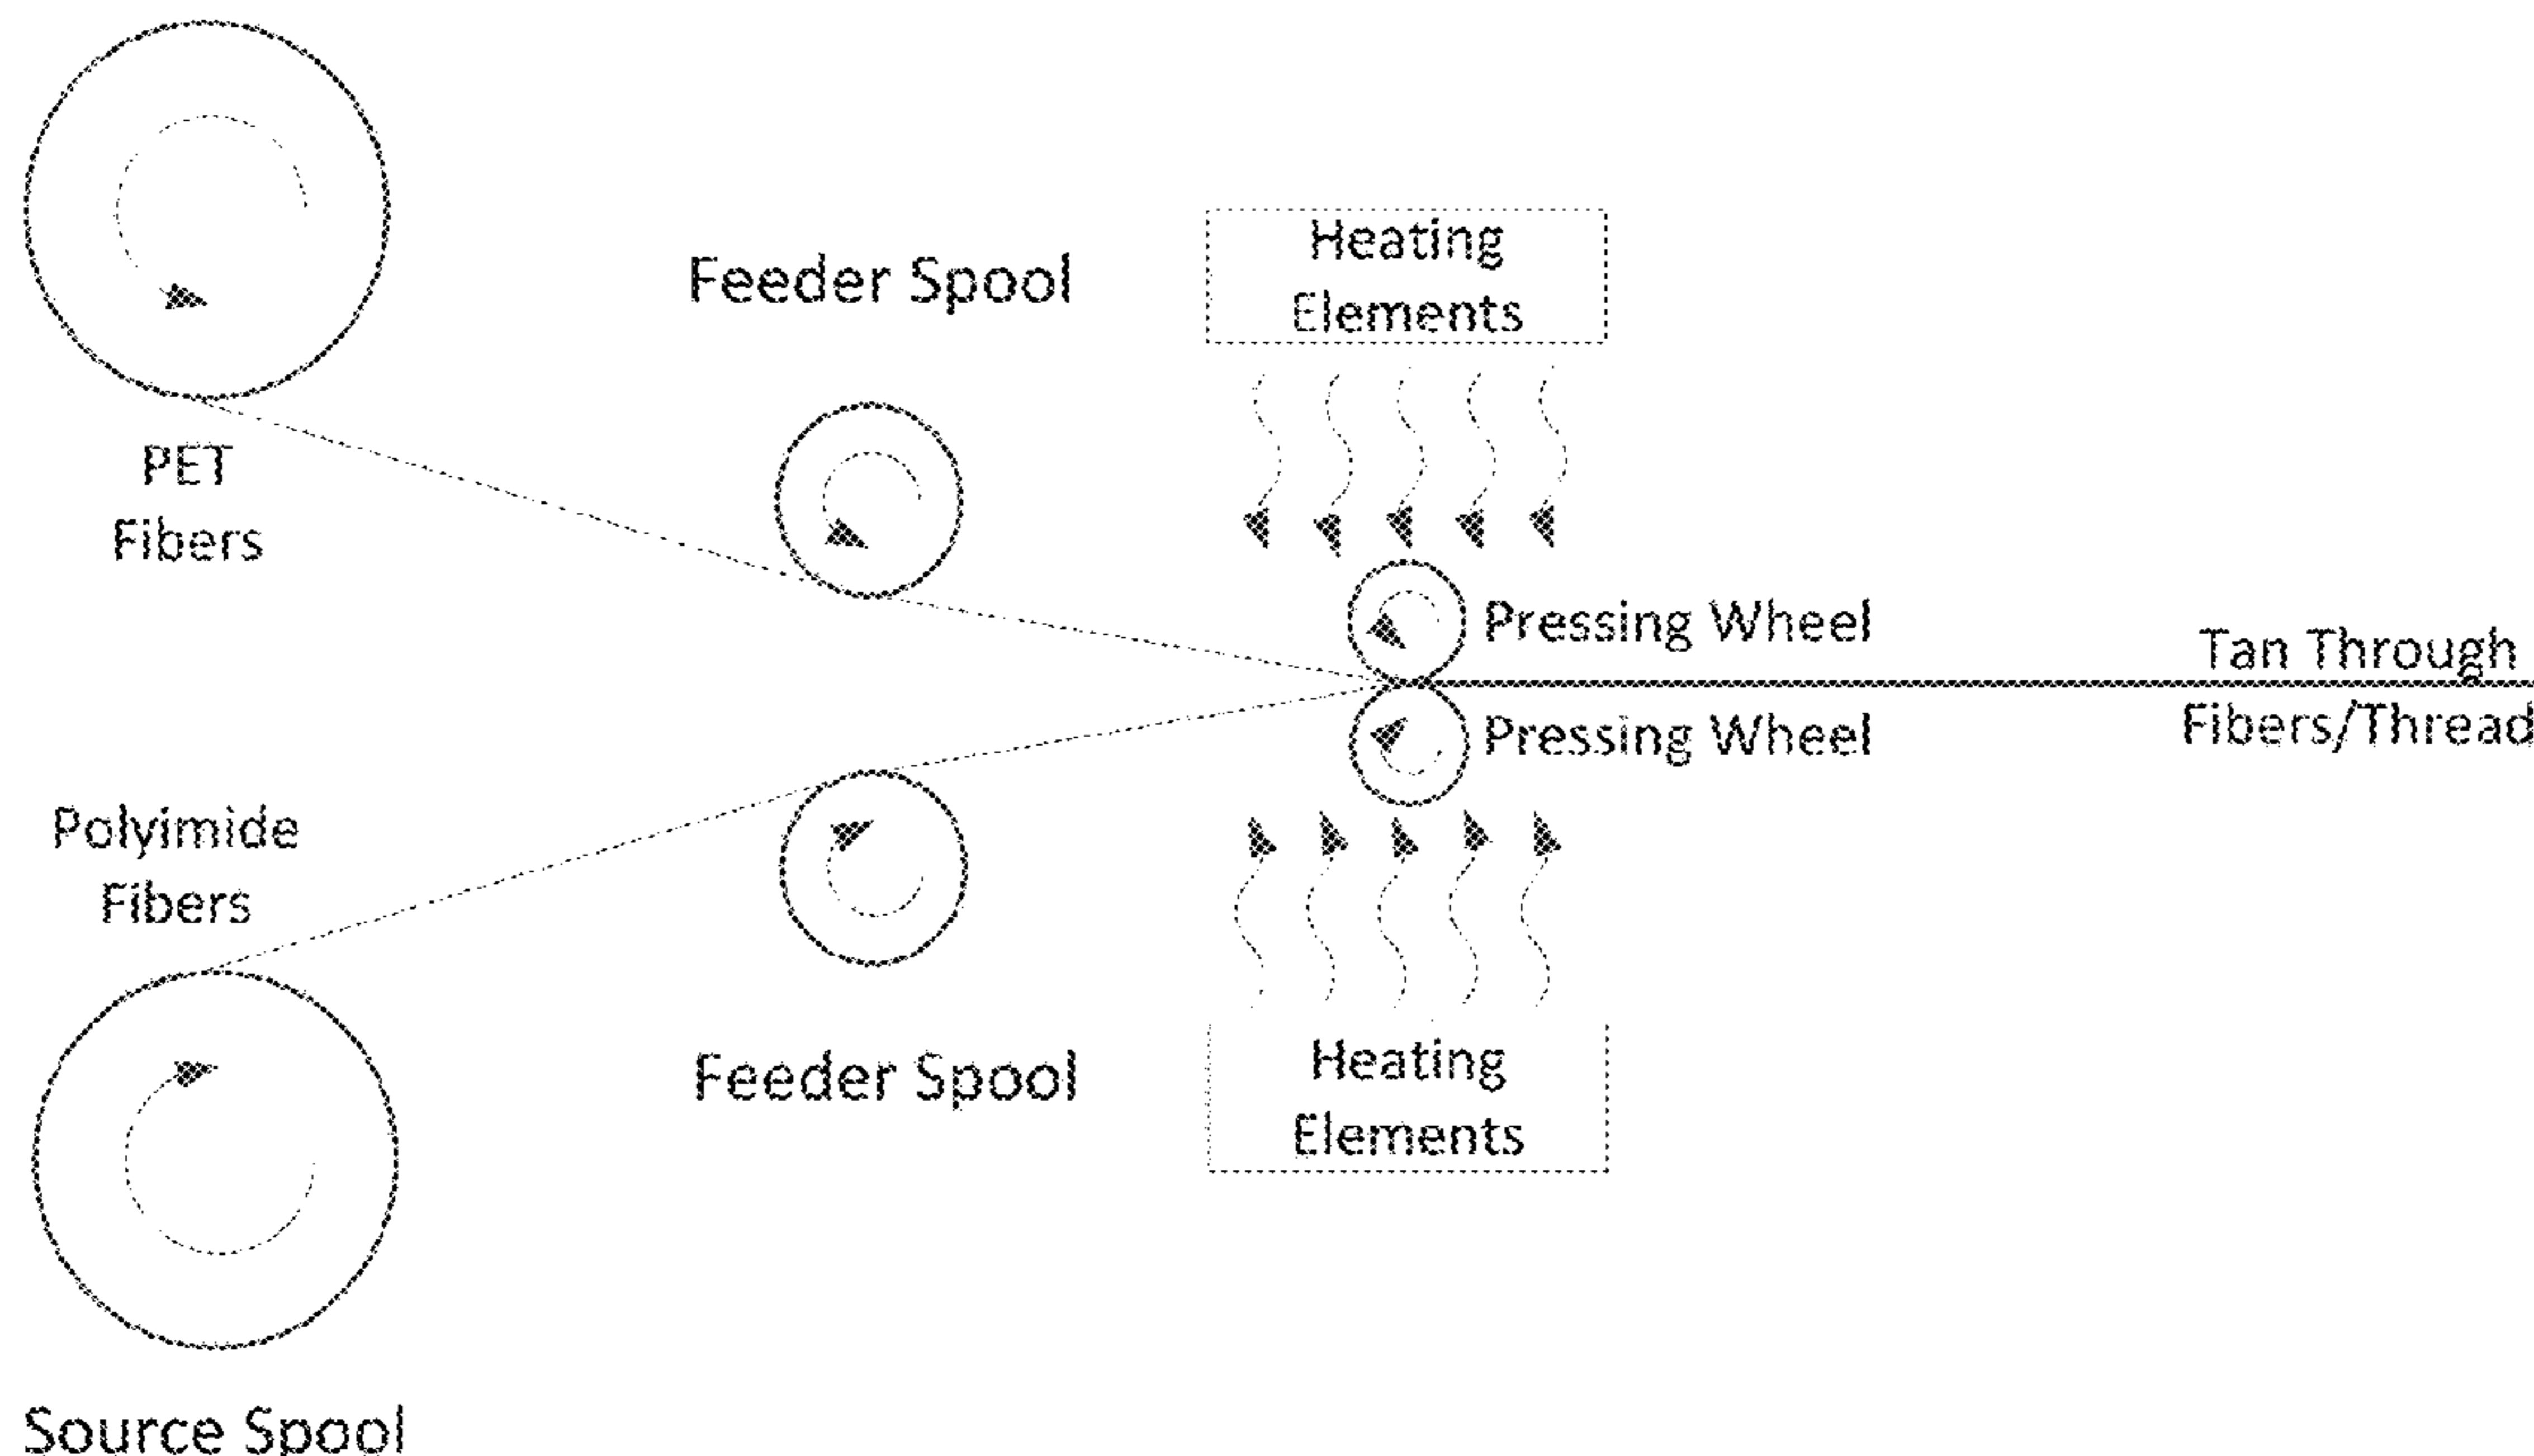 Feeder Spool
Heating
Elements
PET
Fibers
Pressing Wheel
Tan Through
Fibers/Thread
Pressing Wheel
Polyimide
Fibers
Feeder Spool
Heating
Elements
Source Spool